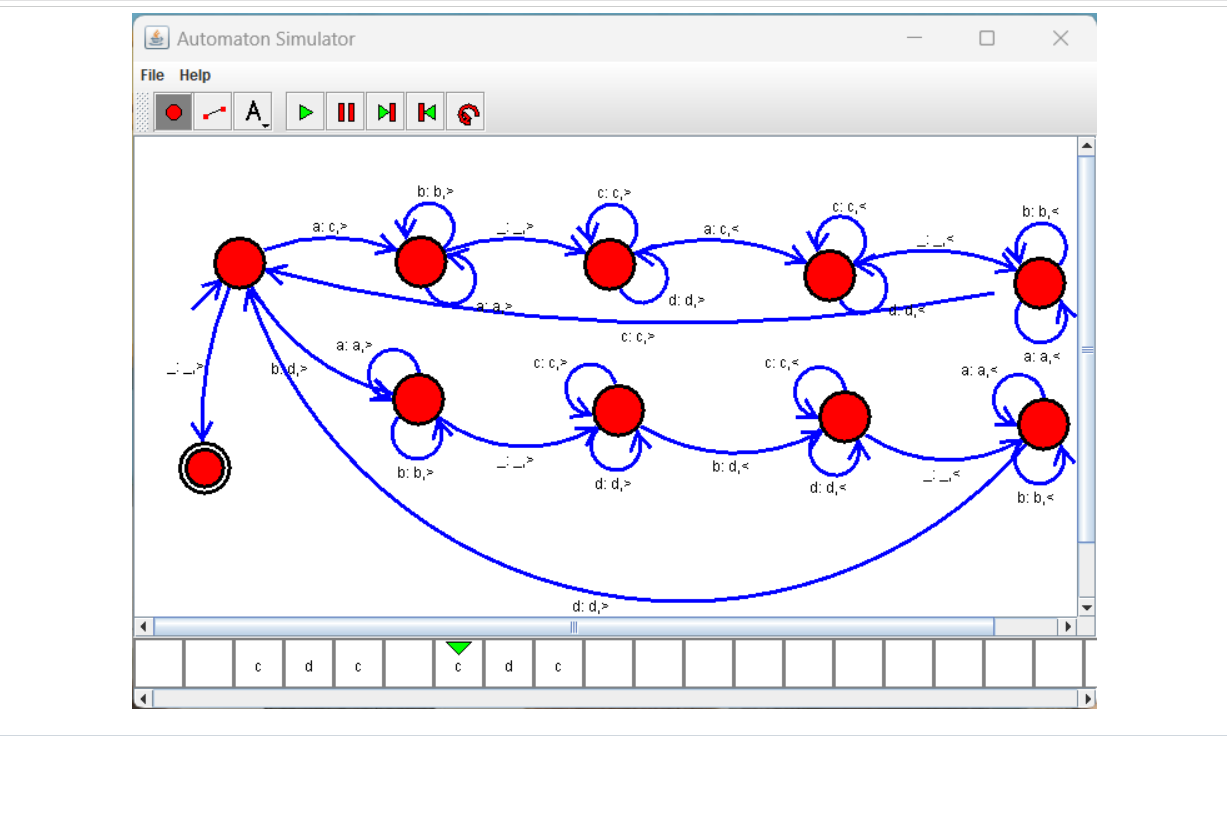 Automaton Simulator
File Help
A
b: b,>
c: c,>
c: c,<
b: b,<
a: c,>
_: _,>
a: c,<
_: _,<
a: a,>
d: d,>
d: d,<
c: c,>
a: a,<
_: _,>
b: d,>
a: a,>
c: c,>
c: c,<
a: a,<
b: b,>
_: _,>
d: d,>
b: d,<
d: d,<
_: _,<
b: b,<
d: d,>
c d c c d c